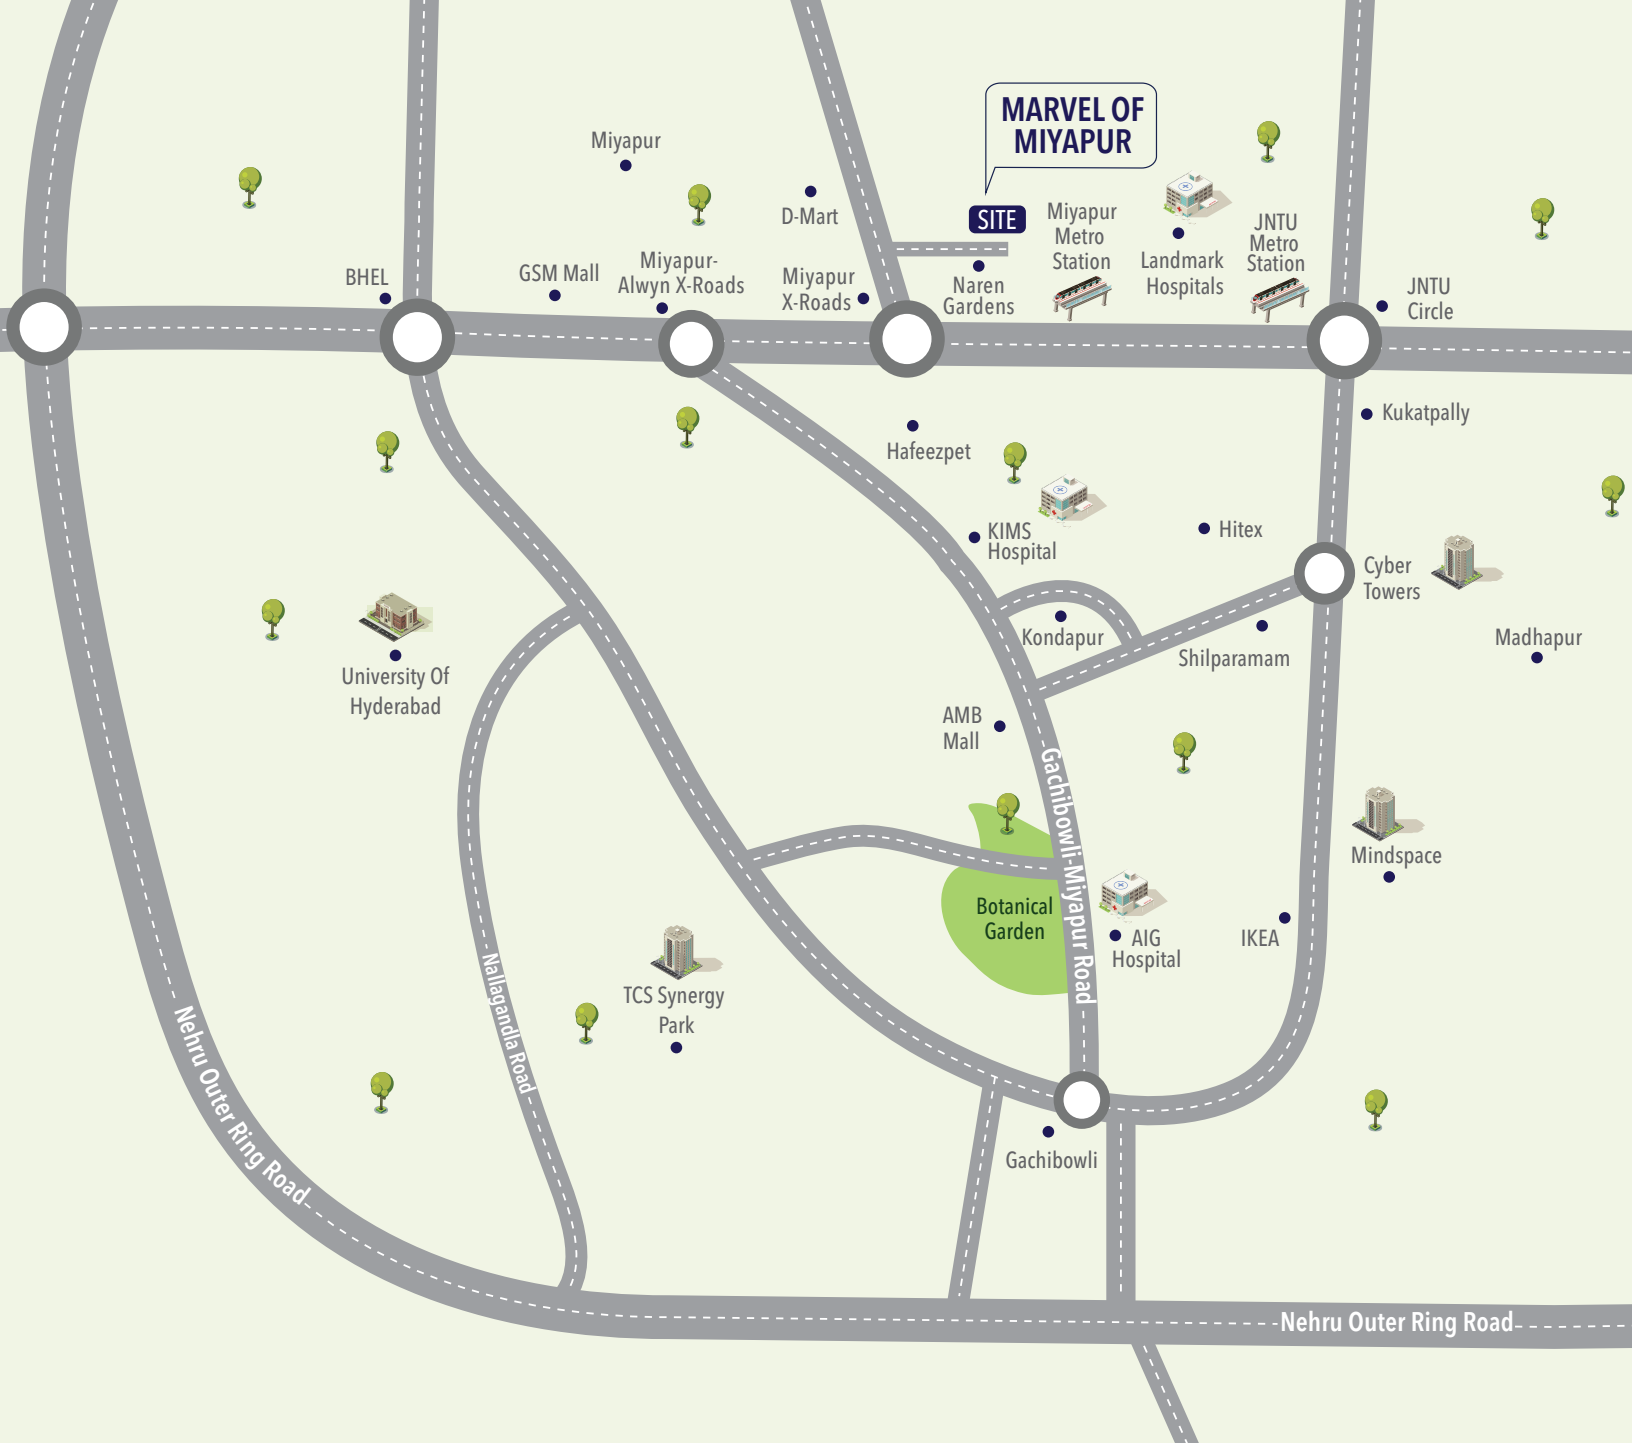 MARVEL OF
MIYAPUR
Miyapur
D-Mart
SITE
Miyapur
Metro
Station
Landmark
Hospitals
JNTU
Metro
Station
BHEL
GSM Mall
Miyapur-
Alwyn X-Roads
Miyapur
X-Roads
Naren
Gardens
JNTU
Circle
Kukatpally
Hafeezpet
KIMS
Hospital
Hitex
Cyber
Towers
Kondapur
Shilparamam
Madhapur
University Of
Hyderabad
AMB
Mall
Gachibowli-Miyapur Road
Mindspace
Botanical
Garden
AIG
Hospital
IKEA
Nallagandla Road
TCS Synergy
Park
Nehru Outer Ring Road
Gachibowli
Nehru Outer Ring Road